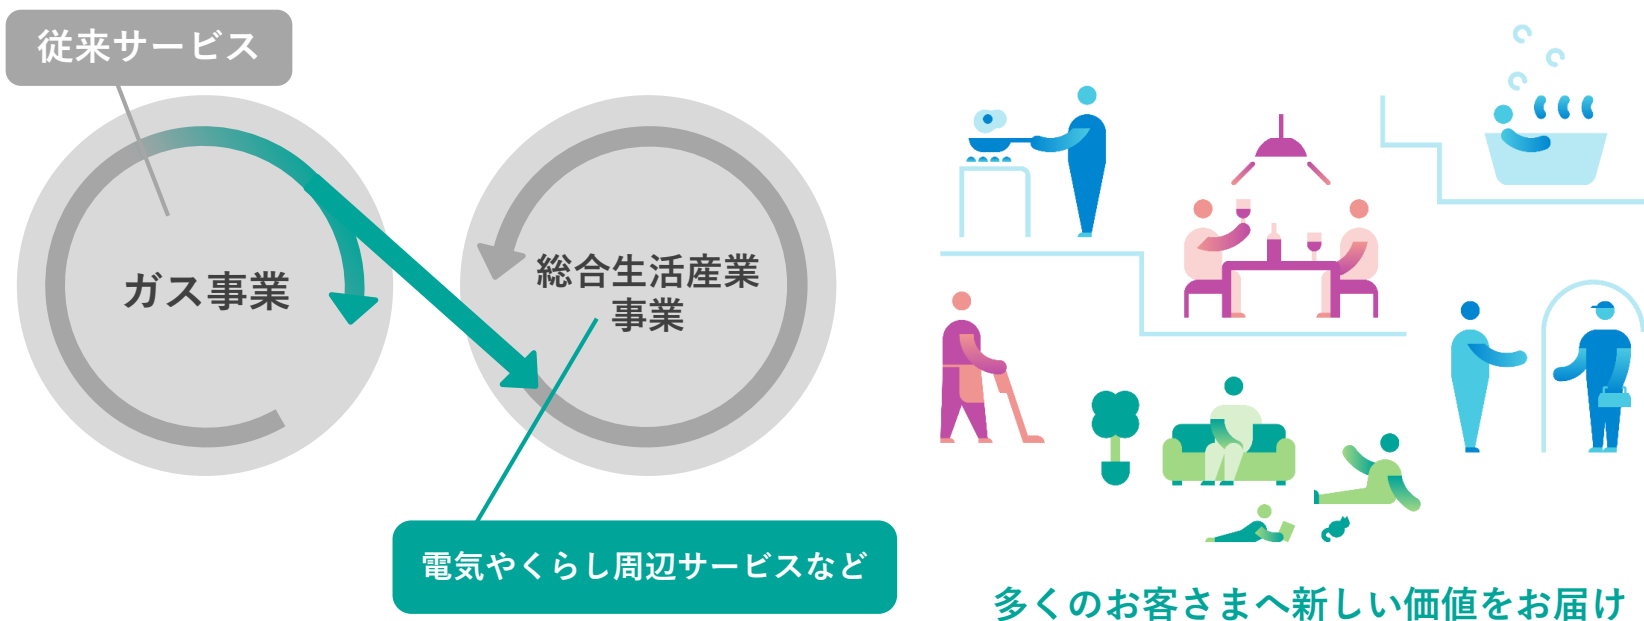 従来サービス
ガス事業
総合生活産業
事業
電気やくらし周辺サービスなど
多くのお客さまへ新しい価値をお届け